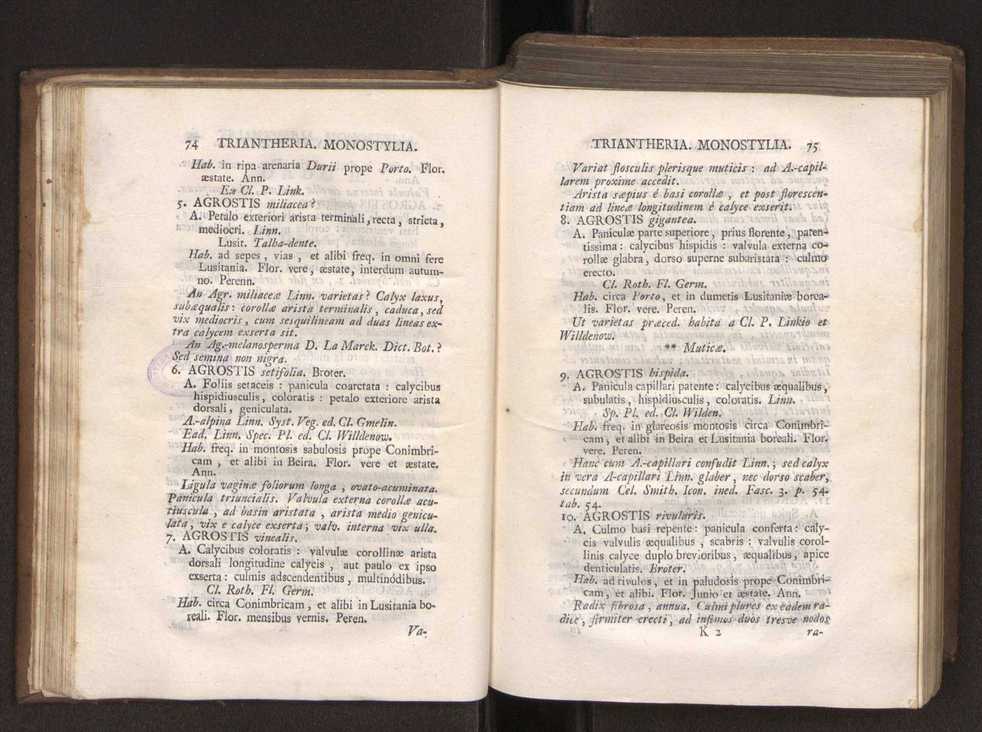 74 TRIANTHERIA. MONOSTYLIA.
Hab. in ripa arenaria Durii prope Porto. Flor.
æstate. Ann.
Ex Cl. P. Link.
5. AGROSTIS miliacea?
A. Petalo exteriori arista terminali, recta, stricta,
mediocri. Linn.
Lusit. Talha-dente.
Hab. ad sepes, vias, et alibi freq. in omni fere
Lusitania. Flor. vere, æstate, interdum autum-
no. Perenn.
An Agr. miliaceæ Linn. varietas? Calyx laxus,
subæqualis: corollæ arista terminalis, caduca, sed
vix mediocris, cum sesquilineam ad duas lineas ex-
tra calycem exserta sit.
An Ag.-melanosperma D. La Marck. Dict. Bot.?
Sed semina non nigra.
6. AGROSTIS setifolia. Broter.
A. Foliis setaceis: panicula coarctata: calycibus
hispidiusculis, coloratis: petalo exteriore arista
dorsali, geniculata.
A.-alpina Linn. Syst. Veg. ed. Cl. Gmelin.
Ead. Linn. Spec. Pl. ed. Cl. Willdenow.
Hab. freq. in montosis sabulosis prope Conimbri-
cam, et alibi in Beira. Flor. vere et æstate.
Ann.
Ligula vaginæ foliorum longa, ovato-acuminata.
Panicula triuncialis. Valvula externa corollæ acu-
tiuscula, ad basin aristata, arista medio genicu-
lata, vix e calyce exserta; valv. interna vix ulla.
7. AGROSTIS vinealis.
A. Calycibus coloratis: valvulæ corollinæ arista
dorsali longitudine calycis, aut paulo ex ipso
exserta: culmis adscendentibus, multinódibus.
Cl. Roth. Fl. Germ.
Hab. circa Conimbricam, et alibi in Lusitania bo-
reali. Flor. mensibus vernis. Peren.
Va-
TRIANTHERIA. MONOSTYLIA. 75
Variat flosculis plerisque muticis: ad A-capil-
larem proxime accedit.
Arista sæpius é basi corollæ, et post florescen-
tiam ad lineæ longitudinem é calyce exserit.
8. AGROSTIS gigantea.
A. Paniculæ parte superiore, prius florente, paten-
tissima: calycibus hispidis: valvula externa co-
rollæ glabra, dorso superne subaristata: culmo
erecto.
Cl. Roth. Fl. Germ.
Hab. circa Porto, et in dumetis Lusitaniæ borea-
lis. Flor. vere. Peren.
Ut varietas præced. habita a Cl. P. Linkio et
Willdenow.
** Muticæ.
9. AGROSTIS hispida.
A. Panicula capillari patente: calycibus æqualibus,
subulatis, hispidiusculis, coloratis. Linn.
Sp. Pl. ed. Cl. Wilden.
Hab. freq. in glareosis montosis circa Conimbri-
cam, et alibi in Beira et Lusitania boreali. Flor.
vere. Peren.
Hanc cum A.-capillari confudit Linn.; sed calyx
in vera A-capillari Linn. glaber, nec dorso scaber,
secundum Cel. Smith. Icon. ined. Fasc. 3. p. 54.
tab. 54.
10. AGROSTIS rivularis.
A. Culmo basi repente: panicula conferta: caly-
cis valvulis æqualibus, scabris: valvulis corol-
linis calyce duplo brevioribus, æqualibus, apice
denticulatis. Broter.
Hab. ad rivulos, et in paludosis prope Conimbri-
cam, et alibi. Flor. Junio et æstate. Ann.
Radix fibrosa, annua. Culmi plures ex eadem ra-
dice, firmiter erecti, ad infimos duos tresve nodos
K 2 ra-